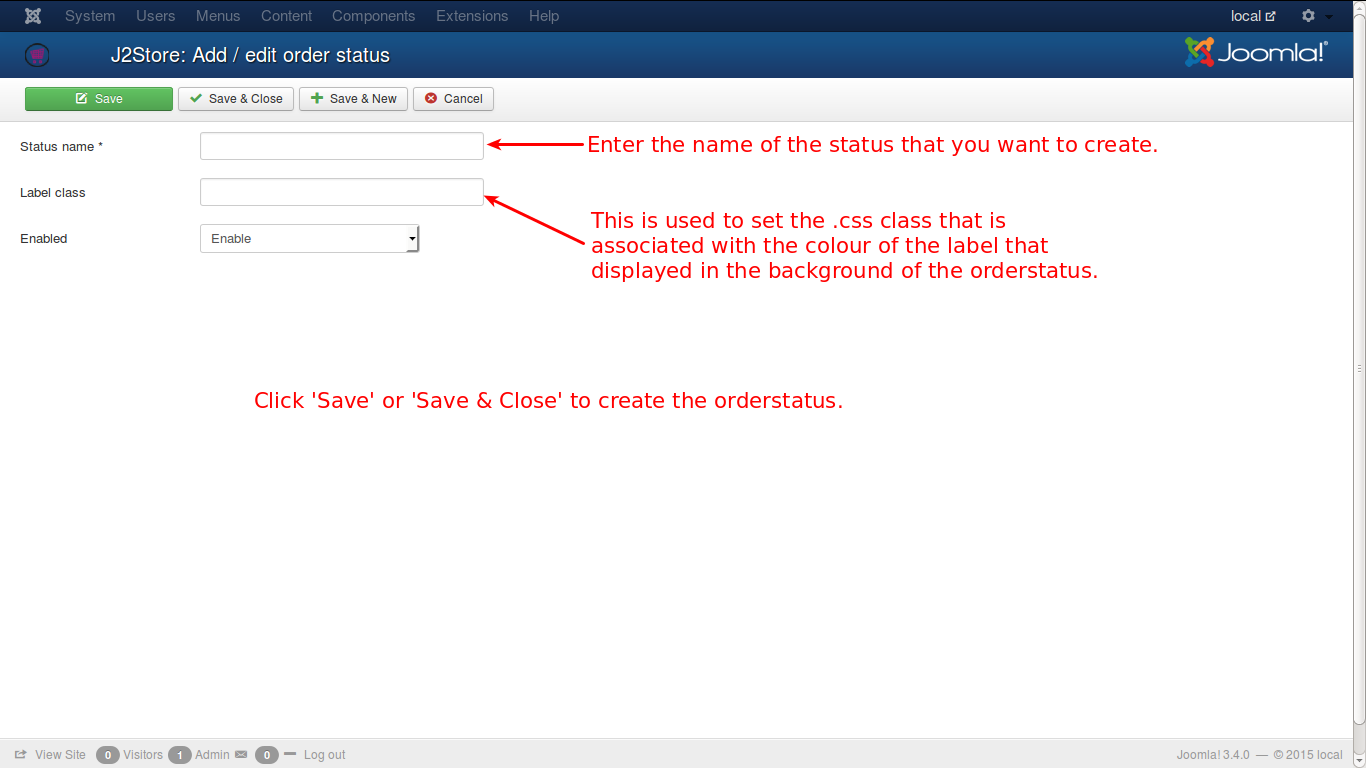 System Users Menus Content Components Extensions Help local
J2Store: Add / edit order status Joomla!®
Save Save & Close Save & New Cancel
Status name * Enter the name of the status that you want to create.
Label class
This is used to set the .css class that is
associated with the colour of the label that
displayed in the background of the orderstatus.
Enabled Enable
Click 'Save' or 'Save & Close' to create the orderstatus.
View Site 0 Visitors 1 Admin 0 Log out Joomla! 3.4.0 — © 2015 local